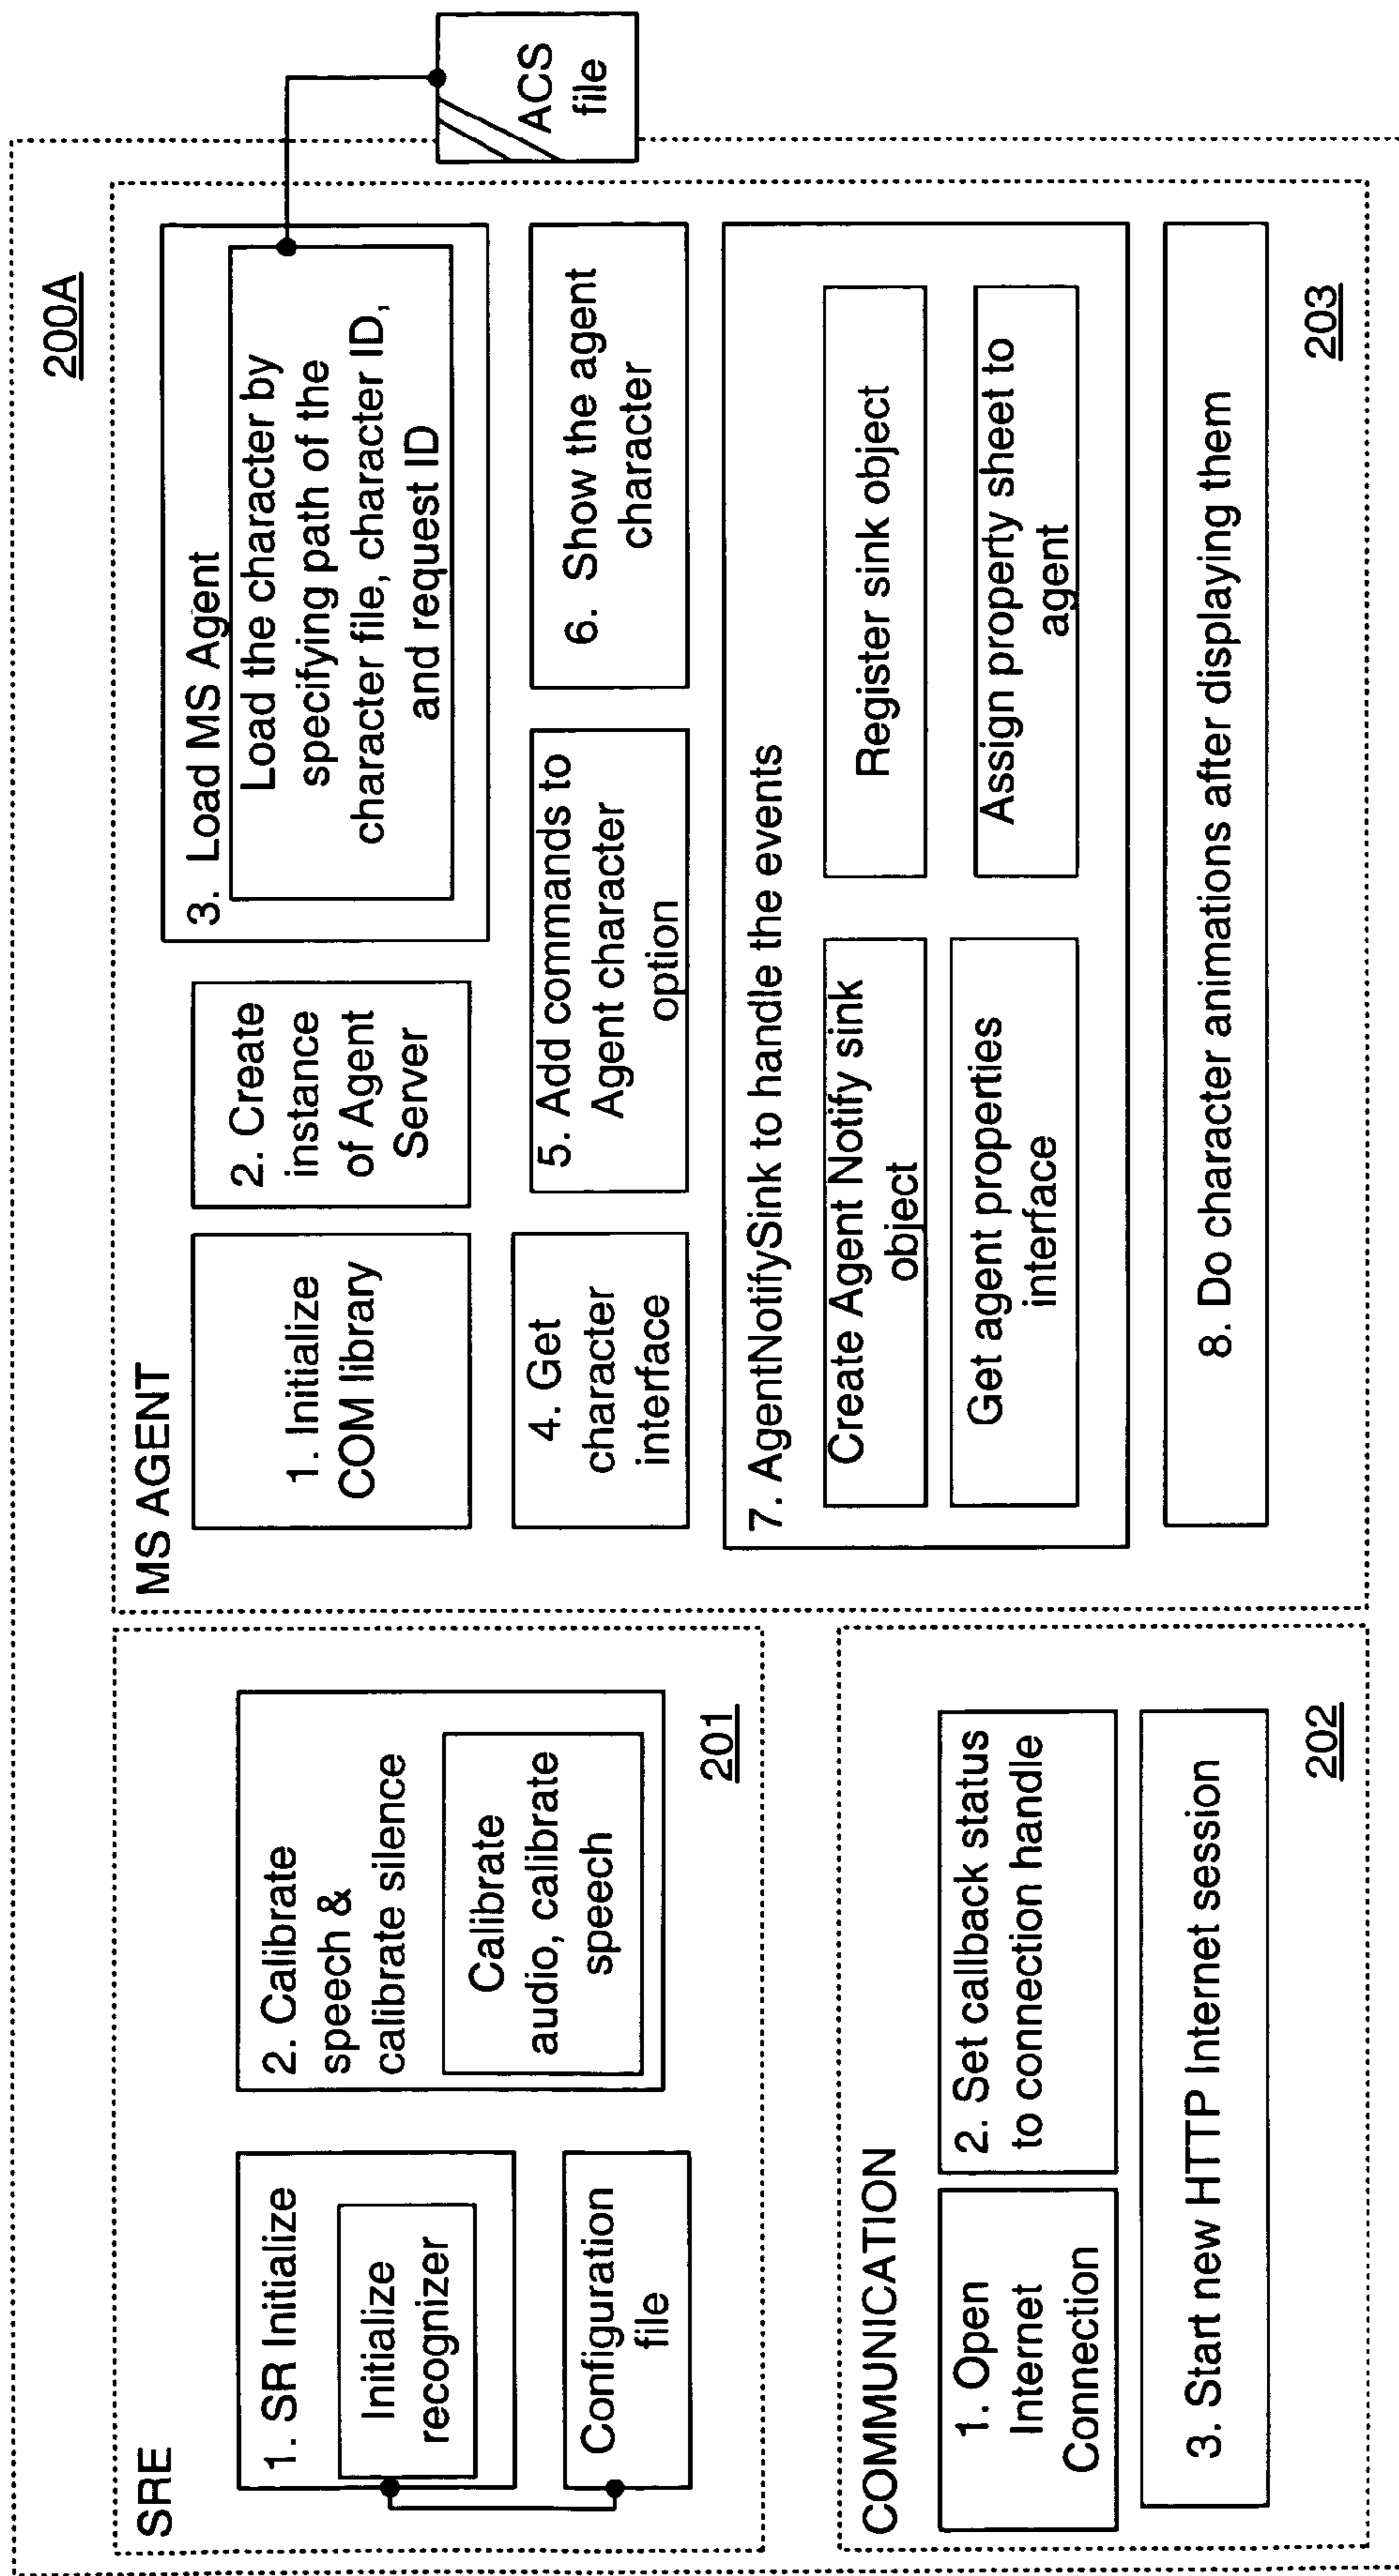 200A
SRE
1. SR Initialize
Initialize
recognizer
Configuration
file
2. Calibrate
speech &
calibrate silence
Calibrate
audio, calibrate
speech
201
COMMUNICATION
1. Open
Internet
Connection
2. Set callback status
to connection handle
3. Start new HTTP Internet session
202
MS AGENT
1. Initialize
COM library
2. Create
instance
of Agent
Server
3. Load MS Agent
Load the character by
specifying path of the
character file, character ID,
and request ID
ACS
file
4. Get
character
interface
5. Add commands to
Agent character
option
6. Show the agent
character
7. AgentNotifySink to handle the events
Create Agent Notify sink
object
Register sink object
Get agent properties
interface
Assign property sheet to
agent
8. Do character animations after displaying them
203